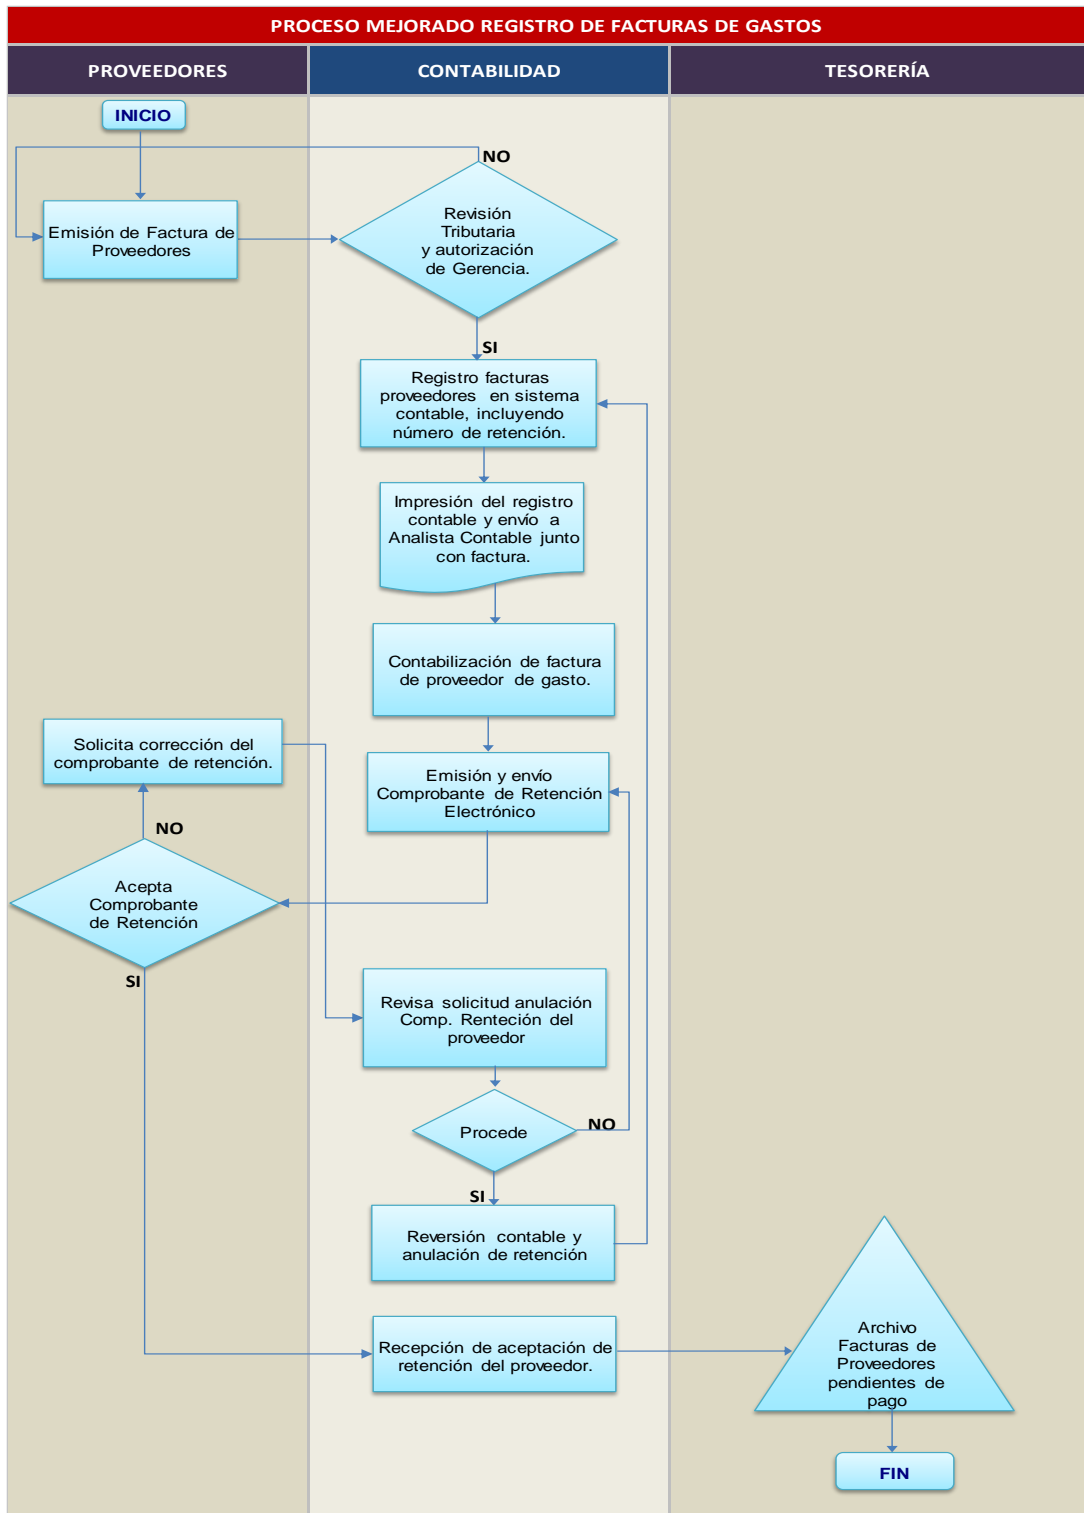 PROCESO MEJORADO REGISTRO DE FACTURAS DE GASTOS
PROVEEDORES
CONTABILIDAD
TESORERÍA
INICIO
NO
Emisión de Factura de
Proveedores
Revisión
Tributaria
y autorización
de Gerencia.
SI
Registro facturas
proveedores en sistema
contable, incluyendo
número de retención.
Impresión del registro
contable y envío a
Analista Contable junto
con factura.
Contabilización de factura
de proveedor de gasto.
Solicita corrección del
comprobante de retención.
Emisión y envío
Comprobante de Retención
Electrónico
NO
Acepta
Comprobante
de Retención
SI
Revisa solicitud anulación
Comp. Renteción del
proveedor
Procede
NO
SI
Reversión contable y
anulación de retención
Recepción de aceptación de
retención del proveedor.
Archivo
Facturas de
Proveedores
pendientes de
pago
FIN